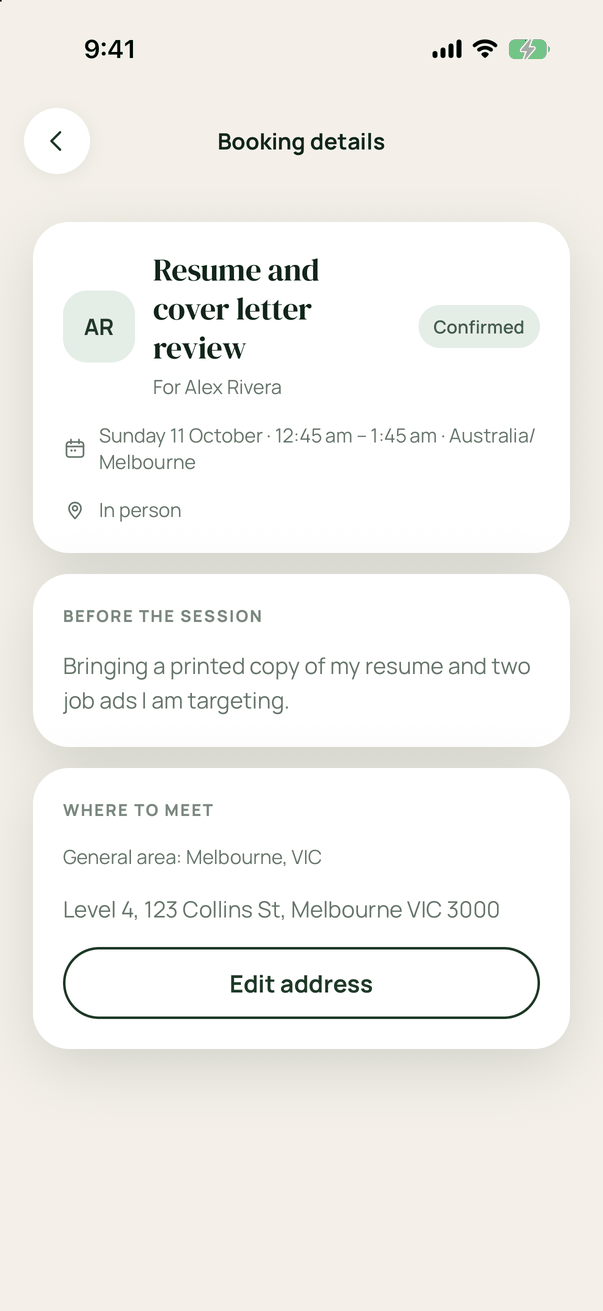 9:41
Booking details
AR
Resume and
cover letter
review
For Alex Rivera
Confirmed
Sunday 11 October · 12:45 am – 1:45 am · Australia/
Melbourne
In person
BEFORE THE SESSION
Bringing a printed copy of my resume and two
job ads I am targeting.
WHERE TO MEET
General area: Melbourne, VIC
Level 4, 123 Collins St, Melbourne VIC 3000
Edit address